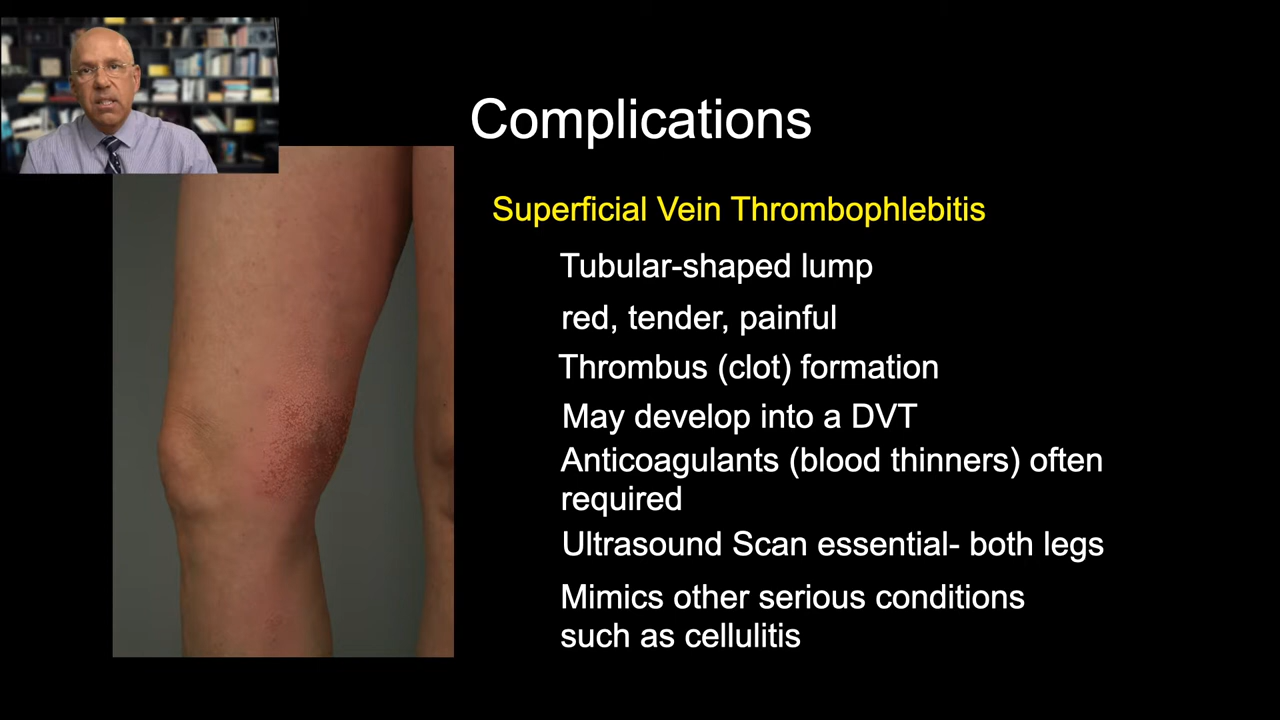 Complications
Superficial Vein Thrombophlebitis
Tubular-shaped lump
red, tender, painful
Thrombus (clot) formation
May develop into a DVT
Anticoagulants (blood thinners) often
required
Ultrasound Scan essential- both legs
Mimics other serious conditions
such as cellulitis